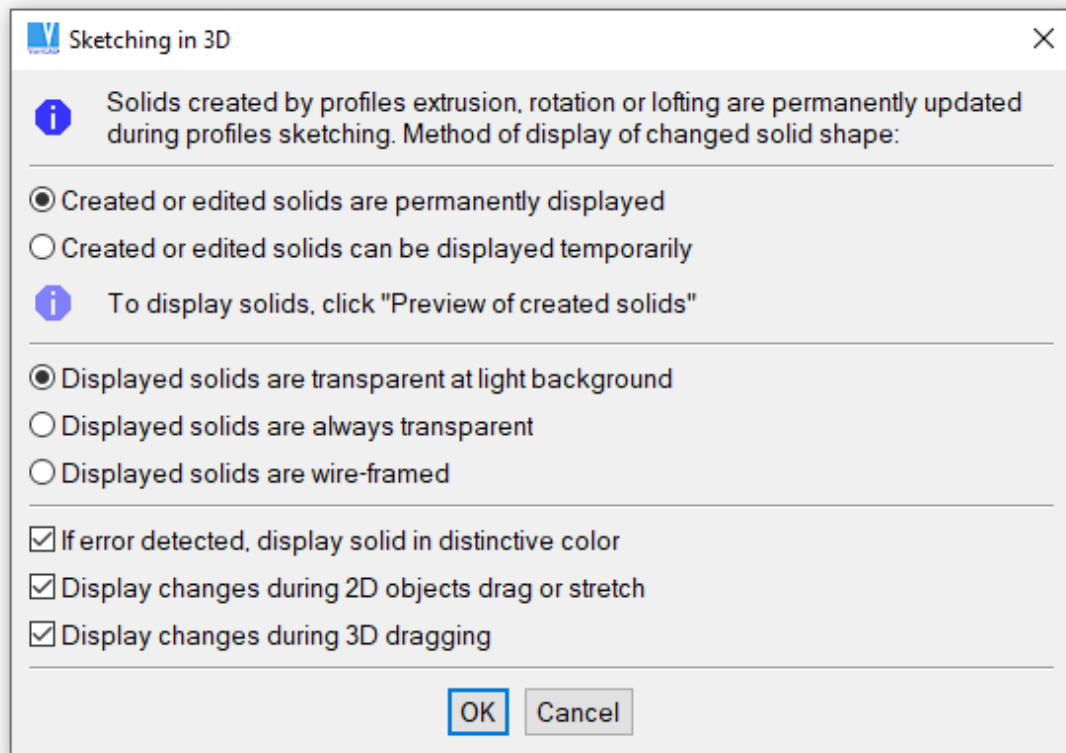 Sketching in 3D
Solids created by profiles extrusion, rotation or lofting are permanently updated
during profiles sketching. Method of display of changed solid shape:
Created or edited solids are permanently displayed
Created or edited solids can be displayed temporarily
To display solids, click "Preview of created solids"
Displayed solids are transparent at light background
Displayed solids are always transparent
Displayed solids are wire-framed
If error detected, display solid in distinctive color
Display changes during 2D objects drag or stretch
Display changes during 3D dragging
OK Cancel